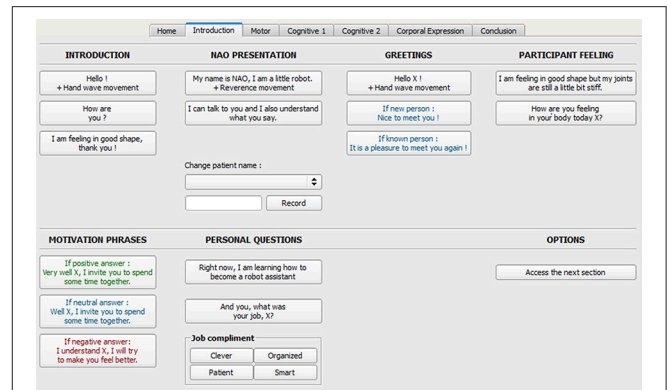 Home Introduction Motor Cognitive 1 Cognitive 2 Corporal Expression Conclusion
INTRODUCTION
Hello !
+Hand wave movement
How are
you ?
I am feeling in good shape,
thank you !
NAO PRESENTATION
My name is NAO, I am a little robot.
+ Reverence movement
I can talk to you and I also understand
what you say.
Change patient name :
Record
GREETINGS
Hello X !
+Hand wave movement
If new person :
Nice to meet you !
If known person :
It is a pleasure to meet you again !
PARTICIPANT FEELING
I am feeling in good shape but my joints
are still a little bit stiff.
How are you feeling
in your body today X?
MOTIVATION PHRASES
If positive answer :
Very well X, I invite you to spend
some time together.
If neutral answer :
Well X, I invite you to spend
some time together.
If negative answer:
I understand X, I will try
to make you feel better.
PERSONAL QUESTIONS
Right now, I am learning how to
become a robot assistant
And you, what was
your job, X?
Job compliment
Clever Organized
Patient Smart
OPTIONS
Access the next section